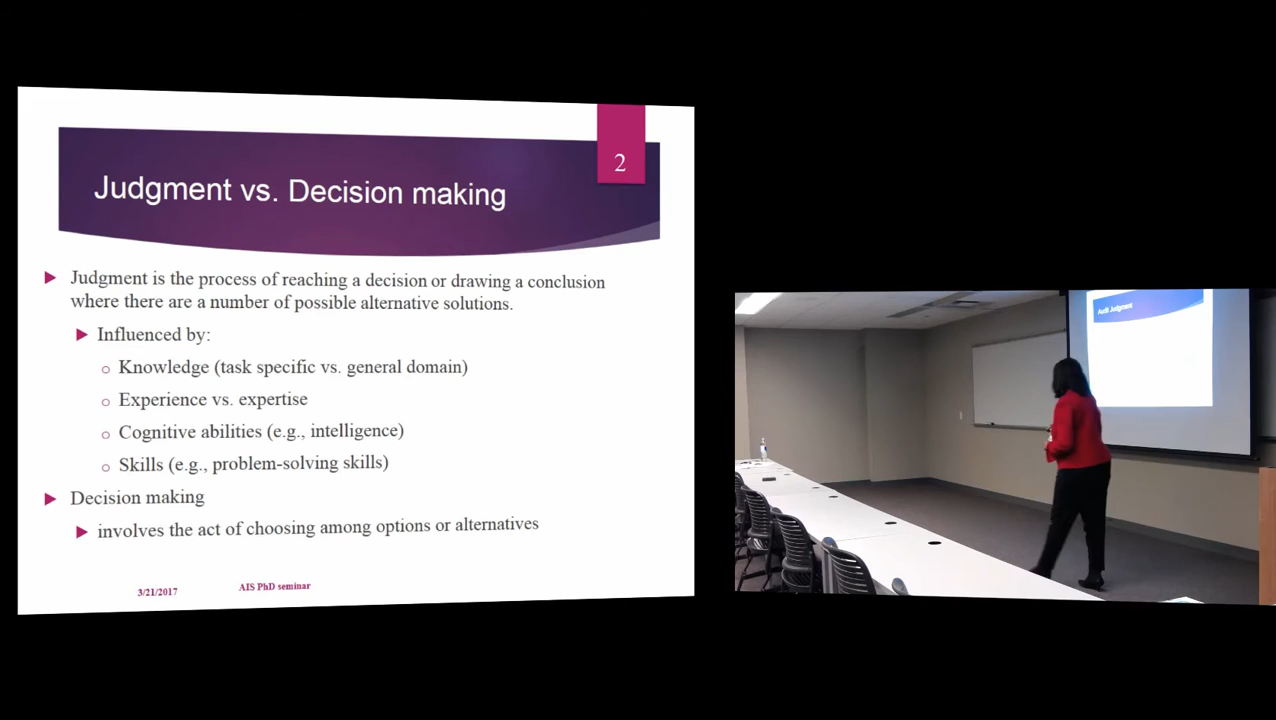 2
Judgment vs. Decision making
Judgment is the process of reaching a decision or drawing a conclusion
where there are a number of possible alternative solutions.
Influenced by:
Knowledge (task specific vs. general domain)
Experience vs. expertise
Cognitive abilities (e.g., intelligence)
Skills (e.g., problem-solving skills)
Decision making
involves the act of choosing among options or alternatives
3/21/2017
AIS PhD seminar
Audit Judgment